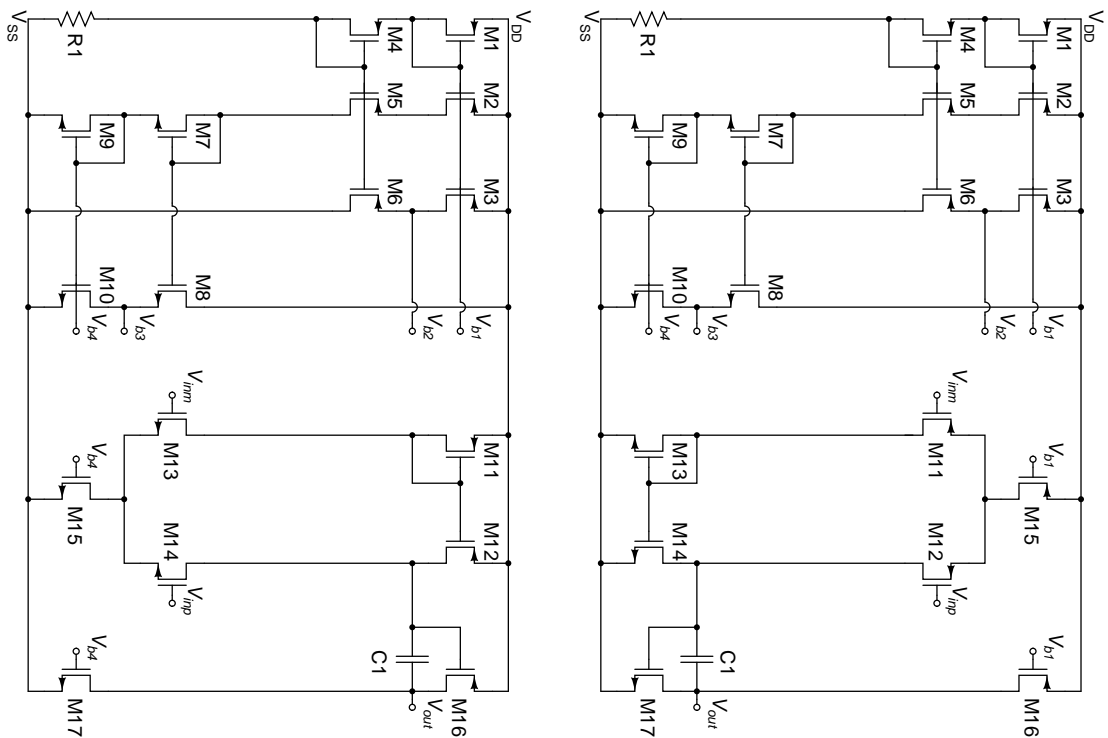 V_DD
M1
M2
M3
V_b1
V_b1
M15
V_b1
M16
V_b2
M4
M5
M6
V_inm
M11
M12
V_inp
M7
M8
V_b3
C1
V_out
M9
M10
V_b4
M13
M14
M17
R1
V_SS
V_DD
M1
M2
M3
V_b1
M11
M12
M16
V_b2
C1
V_out
M4
M5
M6
M7
M8
V_b3
V_inm
M13
M14
V_inp
M9
M10
V_b4
V_b4
M15
V_b4
M17
R1
V_SS